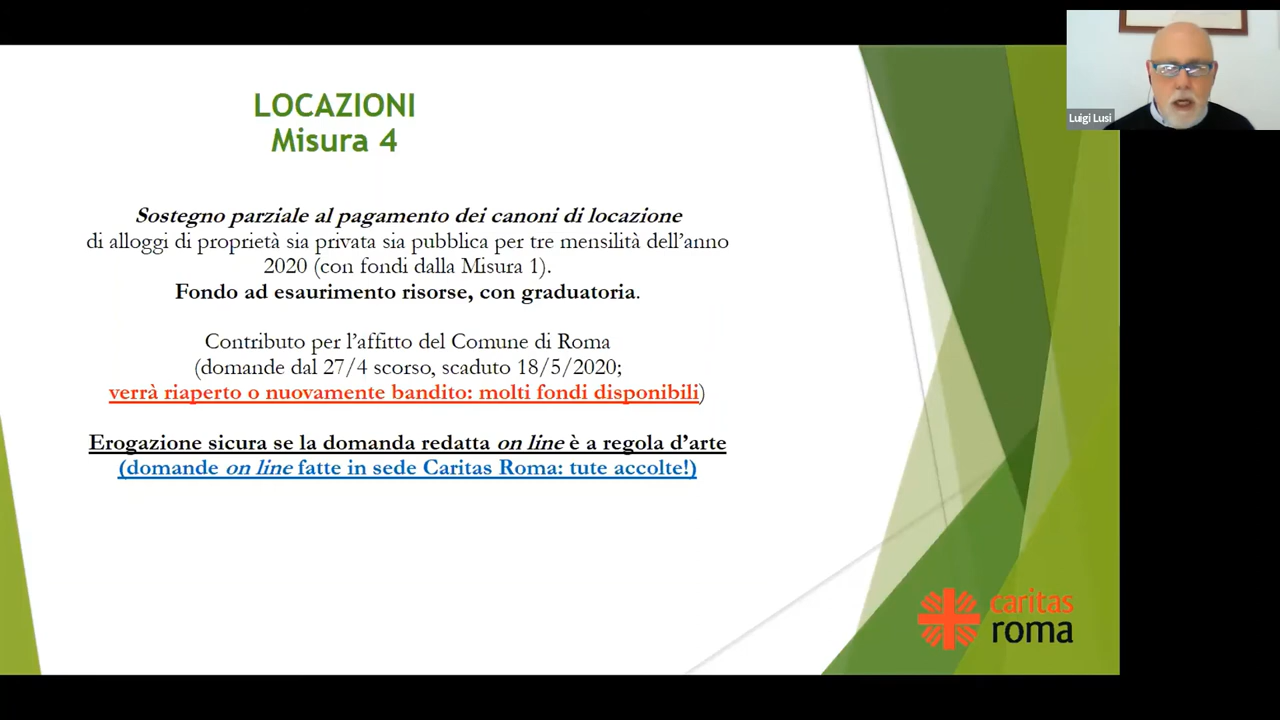 LOCAZIONI
Misura 4
Sostegno parziale al pagamento dei canoni di locazione
di alloggi di proprietà sia privata sia pubblica per tre mensilità dell'anno
2020 (con fondi dalla Misura 1).
Fondo ad esaurimento risorse, con graduatoria.
Contributo per l'affitto del Comune di Roma
(domande dal 27/4 scorso, scaduto 18/5/2020;
verrà riaperto o nuovamente bandito: molti fondi disponibili)
Erogazione sicura se la domanda redatta on line è a regola d'arte
(domande on line fatte in sede Caritas Roma: tute accolte!)
caritas
roma
Luigi Lusi